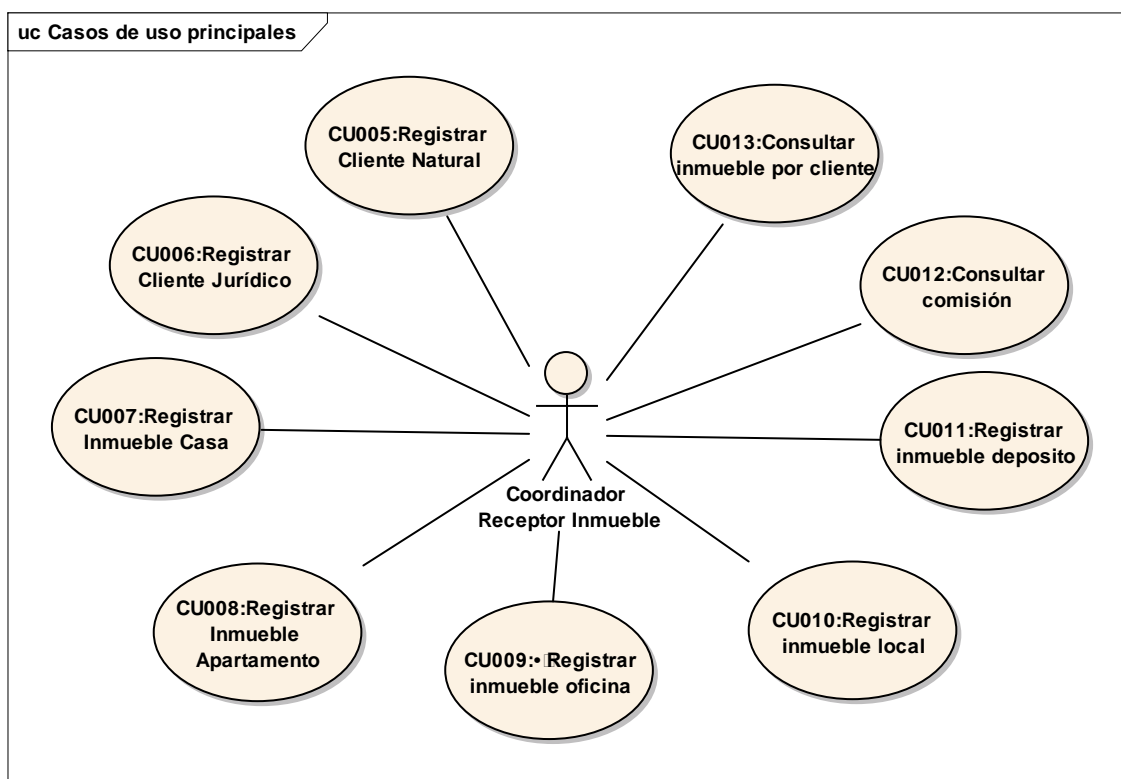 uc Casos de uso principales
CU005:Registrar
Cliente Natural
CU013:Consultar
inmueble por cliente
CU006:Registrar
Cliente Jurídico
CU012:Consultar
comisión
CU007:Registrar
Inmueble Casa
CU011:Registrar
inmueble deposito
Coordinador
Receptor Inmueble
CU008:Registrar
Inmueble
Apartamento
CU009:• Registrar
inmueble oficina
CU010:Registrar
inmueble local